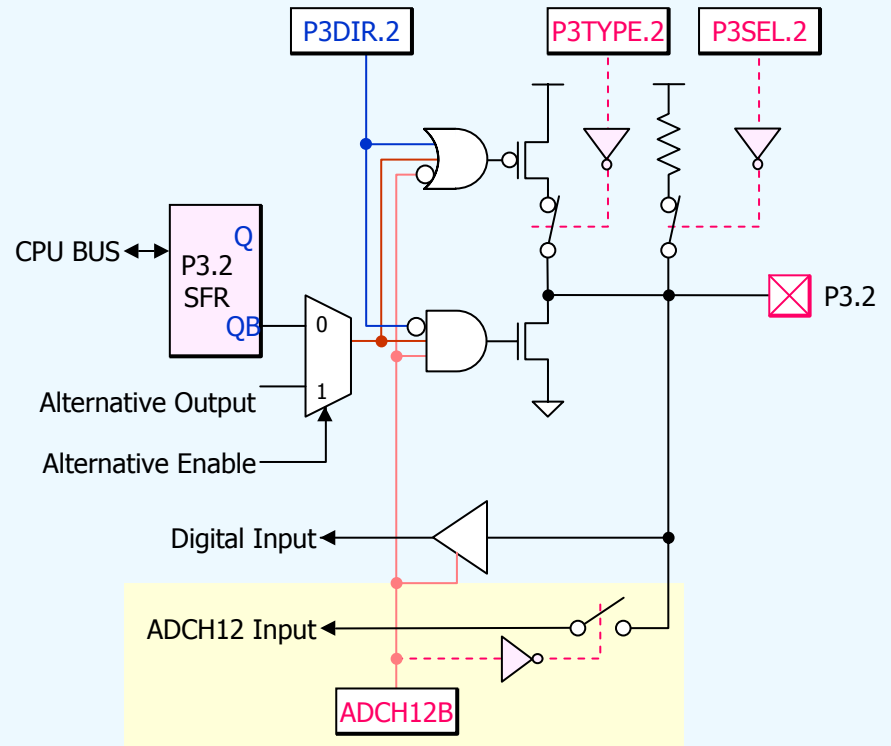 P3DIR.2
P3TYPE.2
P3SEL.2
CPU BUS
Q
P3.2
SFR
QB
0
1
P3.2
Alternative Output
Alternative Enable
Digital Input
ADCH12 Input
ADCH12B